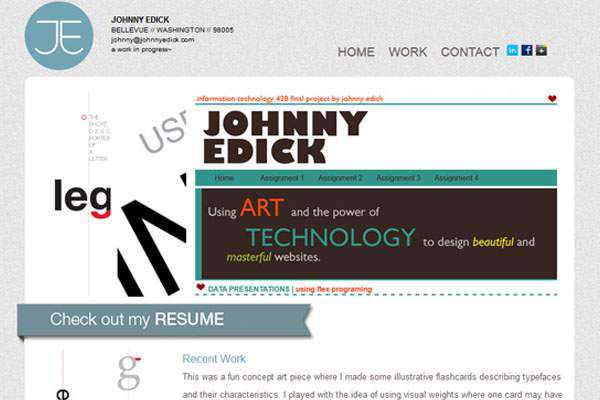 JE
JOHNNY EDICK
BELLEVUE // WASHINGTON // 98005
johnny@johnnyedick.com
a work in progress~
HOME WORK CONTACT
THE
SHORT
DESC
PORTION
OF
A
LETTER
USE
leg
information technology 428 final project by johnny edick
JOHNNY
EDICK
Home Assignment 1 Assignment 2 Assignment 3 Assignment 4
Using ART and the power of
TECHNOLOGY to design beautiful and
masterful websites.
DATA PRESENTATIONS | using flex programing
Check out my RESUME
g
e
Recent Work
This was a fun concept art piece where I made some illustrative flashcards describing typefaces
and their characteristics. I played with the idea of using visual weights where one card may have